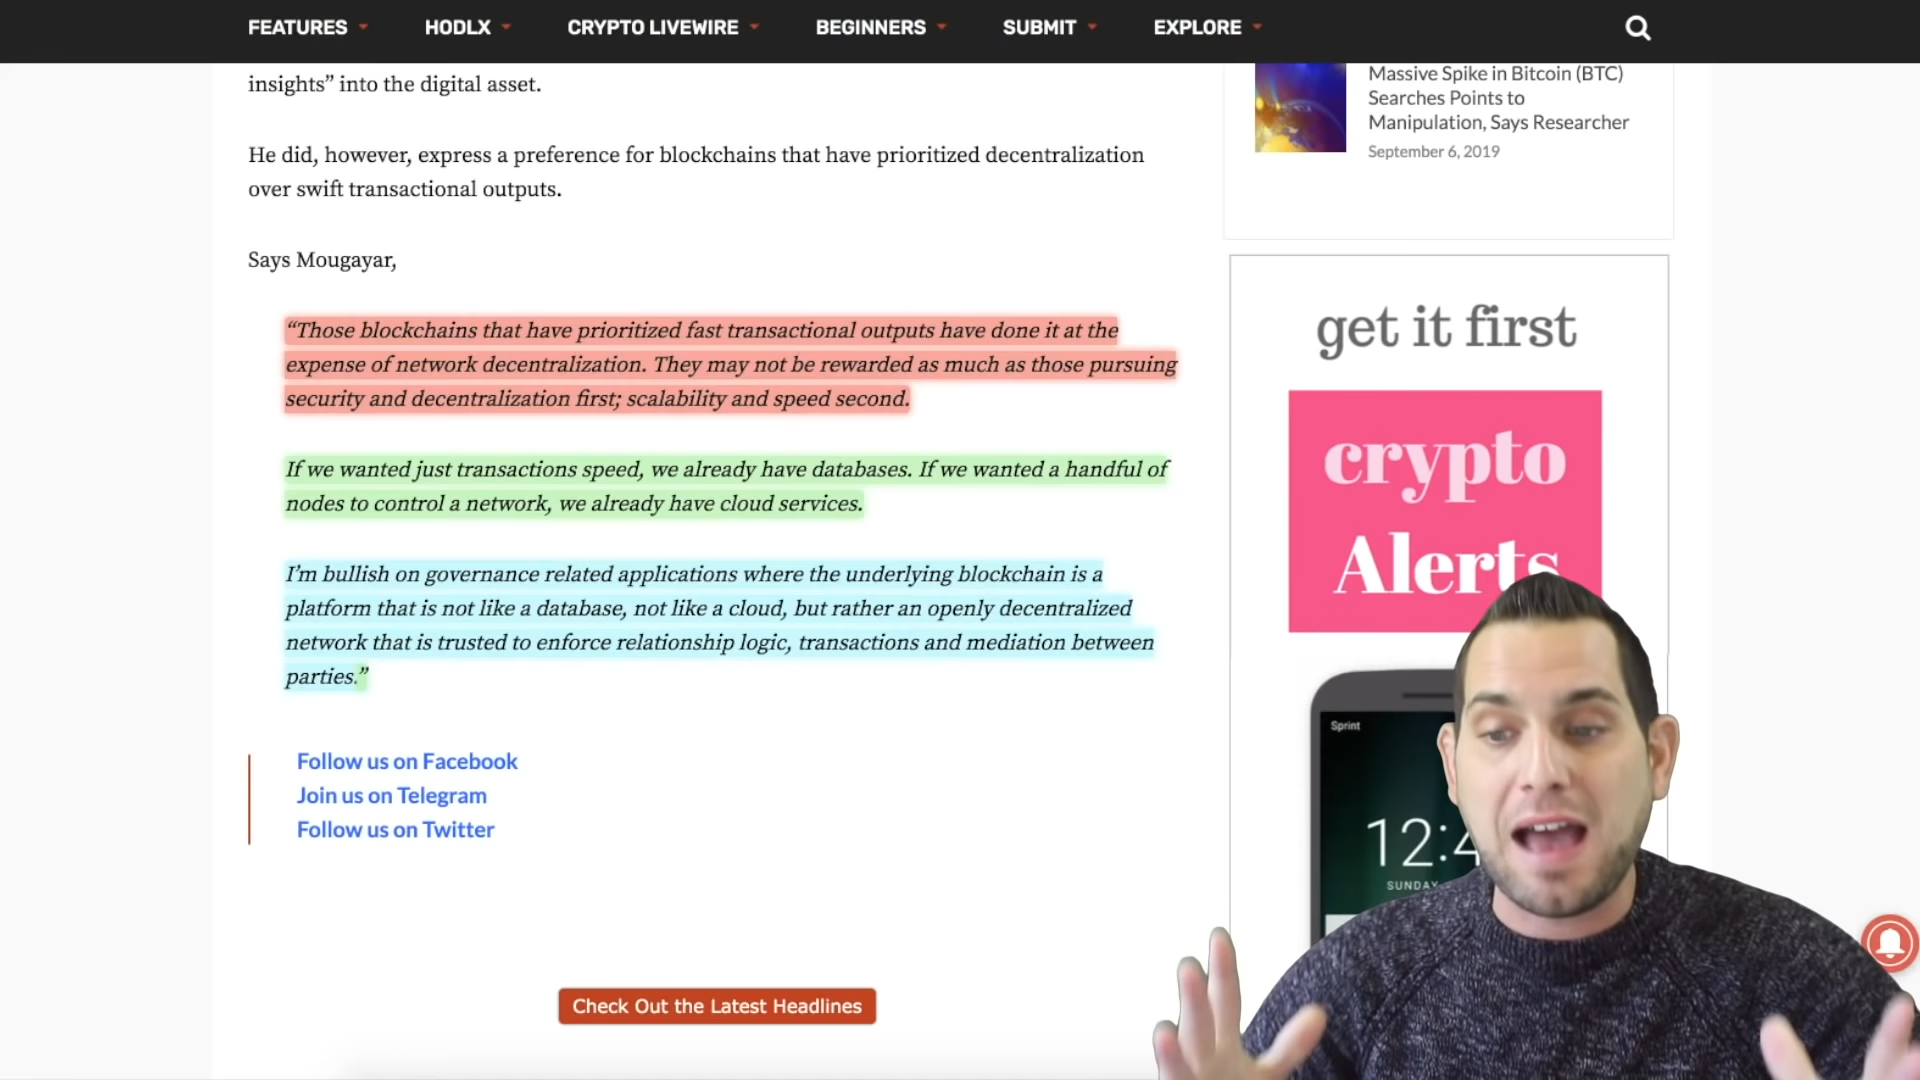 FEATURES HODLX CRYPTO LIVEWIRE BEGINNERS SUBMIT EXPLORE
insights” into the digital asset.
He did, however, express a preference for blockchains that have prioritized decentralization
over swift transactional outputs.
Says Mougayar,
“Those blockchains that have prioritized fast transactional outputs have done it at the
expense of network decentralization. They may not be rewarded as much as those pursuing
security and decentralization first; scalability and speed second.
If we wanted just transactions speed, we already have databases. If we wanted a handful of
nodes to control a network, we already have cloud services.
I’m bullish on governance related applications where the underlying blockchain is a
platform that is not like a database, not like a cloud, but rather an openly decentralized
network that is trusted to enforce relationship logic, transactions and mediation between
parties.”
Follow us on Facebook
Join us on Telegram
Follow us on Twitter
Check Out the Latest Headlines
Massive Spike in Bitcoin (BTC)
Searches Points to
Manipulation, Says Researcher
September 6, 2019
get it first
crypto
Alerts
Sprint
12:4
SUNDAY